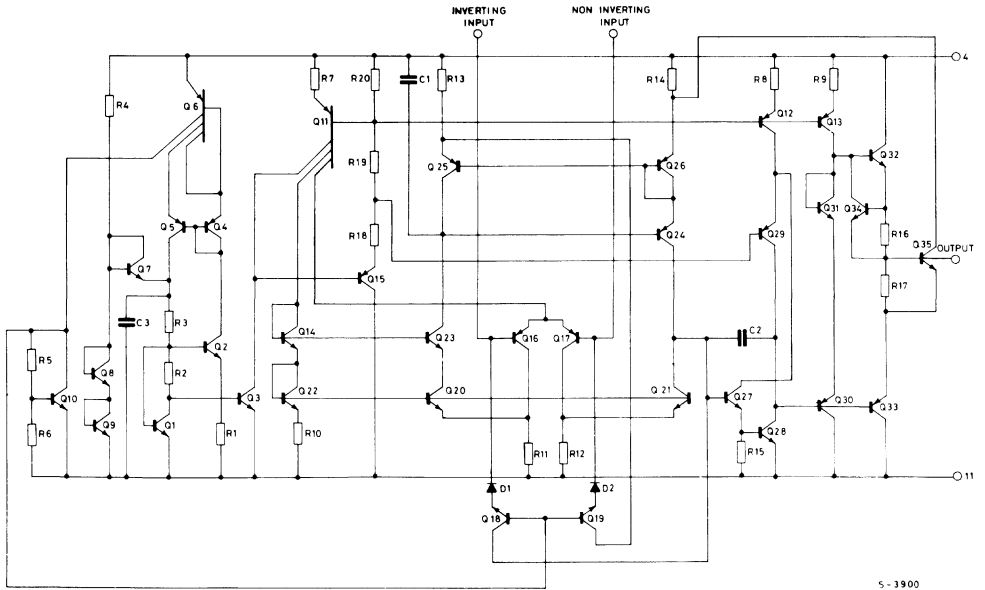 INVERTING
INPUT
NON INVERTING
INPUT
4
R4
Q6
R7
R20
C1
R13
R14
R8
R9
Q11
Q12
Q13
Q32
R19
Q25
Q26
Q31
Q34
Q5
Q4
R18
Q24
Q29
R16
Q35
OUTPUT
Q7
Q15
R17
C3
R3
Q14
Q23
Q16
Q17
C2
R5
Q8
Q2
R2
Q10
Q3
Q22
Q20
Q21
Q27
Q30
Q33
R6
Q9
Q1
R1
R10
R11
R12
R15
Q28
11
D1
D2
Q18
Q19
S-3900